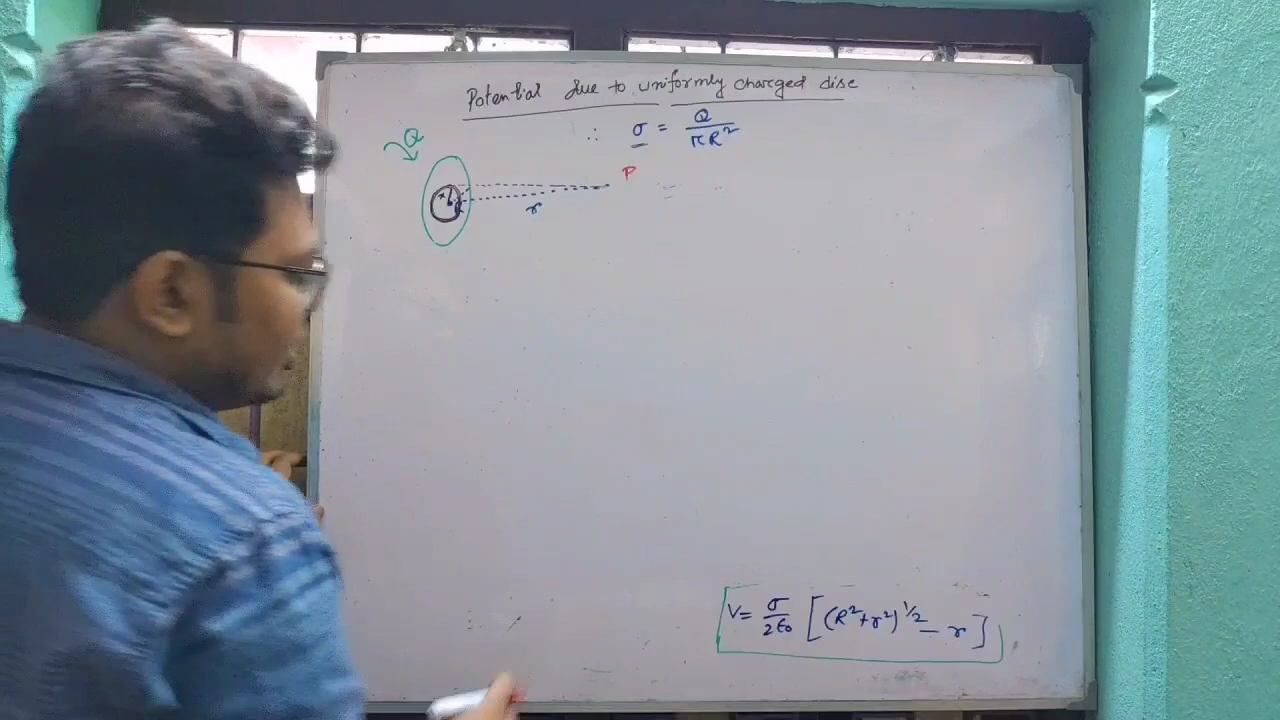 Potential due to uniformly charged disc
∴ σ = Q/πR²
Q
P
x
R
r
V = σ/2ϵ₀ [(R²+r²)^1/2 - r]